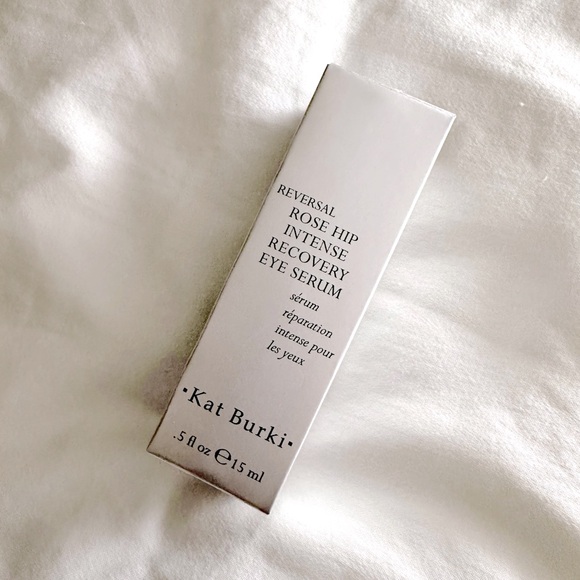 REVERSAL
ROSE HIP
INTENSE
RECOVERY
EYE SERUM
sérum
réparation
intense pour
les yeux
·Kat Burki·
.5 fl oz ℮ 15 ml